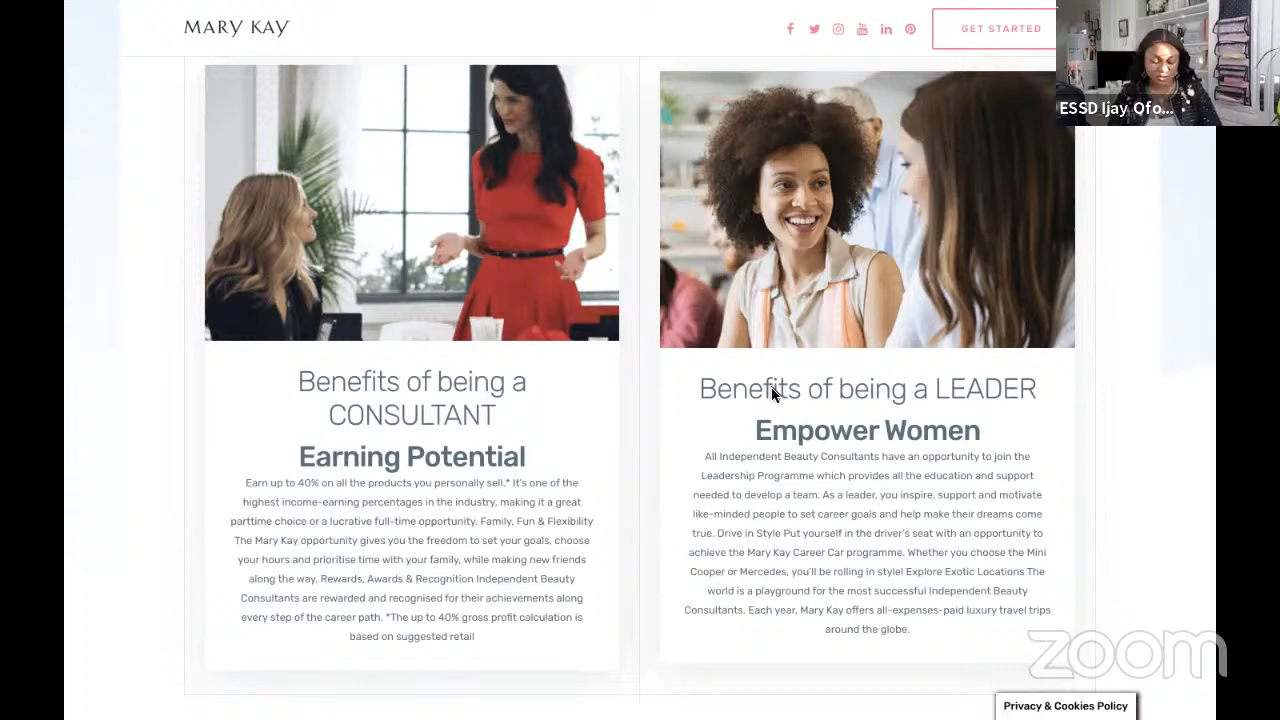 MARY KAY
GET STARTED
ESSD Ijay Ofo...
Benefits of being a
CONSULTANT
Earning Potential
Earn up to 40% on all the products you personally sell.* It's one of the
highest income-earning percentages in the industry, making it a great
parttime choice or a lucrative full-time opportunity. Family, Fun & Flexibility
The Mary Kay opportunity gives you the freedom to set your goals, choose
your hours and prioritise time with your family, while making new friends
along the way. Rewards, Awards & Recognition Independent Beauty
Consultants are rewarded and recognised for their achievements along
every step of the career path. *The up to 40% gross profit calculation is
based on suggested retail
Benefits of being a LEADER
Empower Women
All Independent Beauty Consultants have an opportunity to join the
Leadership Programme which provides all the education and support
needed to develop a team. As a leader, you inspire, support and motivate
like-minded people to set career goals and help make their dreams come
true. Drive in Style Put yourself in the driver's seat with an opportunity to
achieve the Mary Kay Career Car programme. Whether you choose the Mini
Cooper or Mercedes, you'll be rolling in style! Explore Exotic Locations The
world is a playground for the most successful Independent Beauty
Consultants. Each year, Mary Kay offers all-expenses-paid luxury travel trips
around the globe.
zoom
Privacy & Cookies Policy